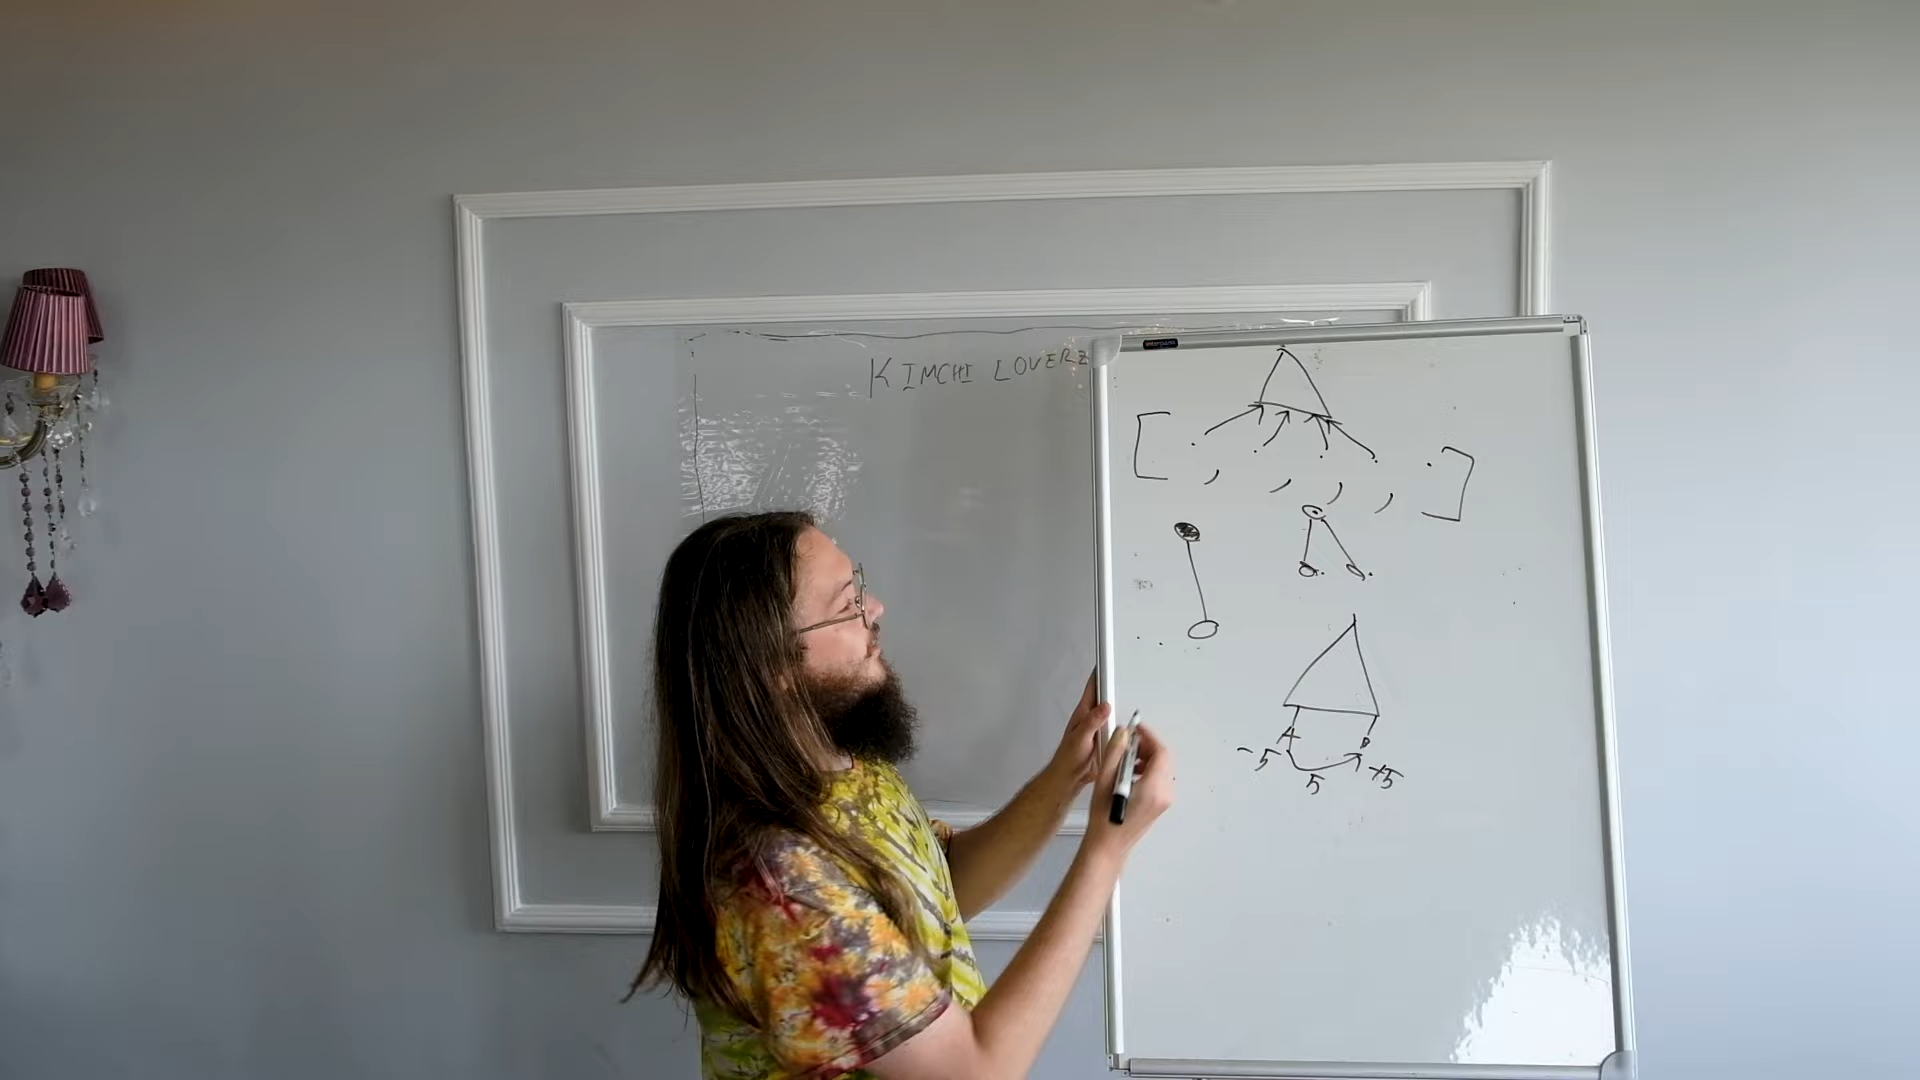 KIMCHI LOVERZ
[ , , , , ]
A B
-5 5 +5